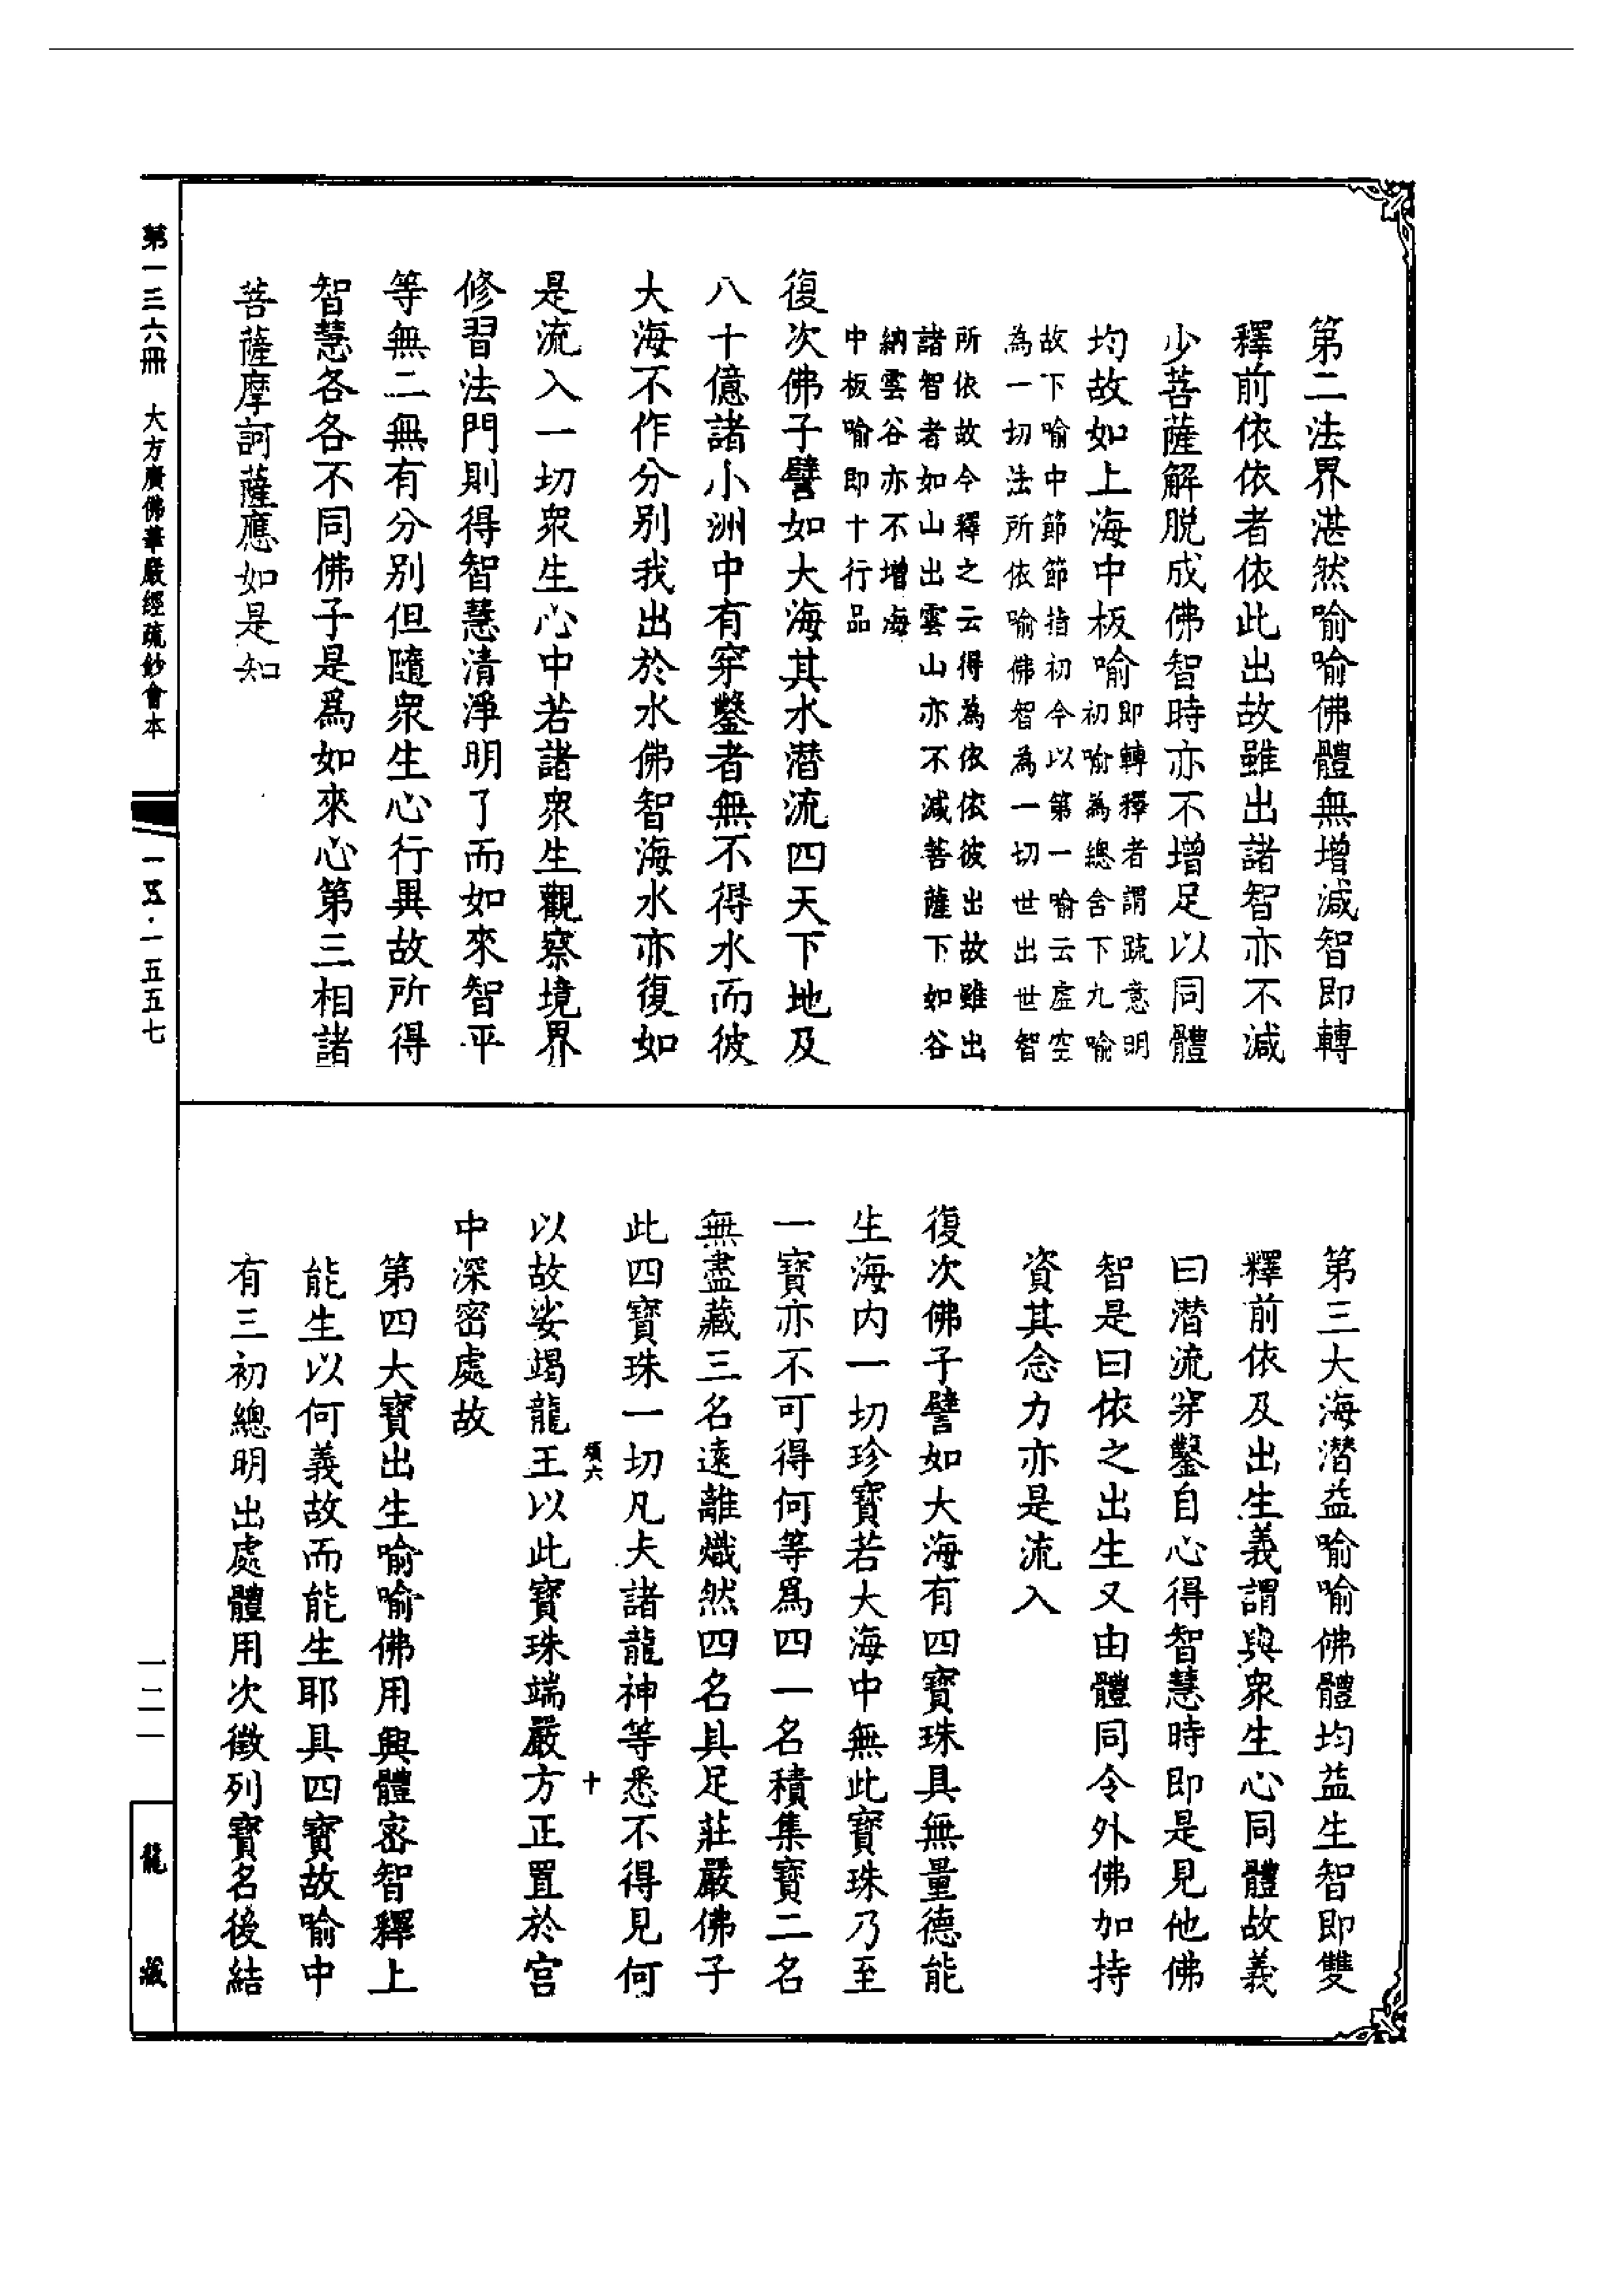 第二法界湛然喻喻佛體無增減智即轉
釋前依依者依此出故雖出諸智亦不減
少菩薩解脱成佛智時亦不增足以同體
均故如上海中板喻即轉釋者謂䟽意明
初喻為總含下九喻
故下喻中節節指初今以第一喻云虛空
為一切法所依喻佛智為一切世出世智
所依故今釋之云得為依依彼出故雖出
諸智者如山出雲山亦不減菩薩下如谷
納雲谷亦不增海
中板喻即十行品
復次佛子譬如大海其水潜流四天下地及
八十億諸小洲中有穿鑿者無不得水而彼
大海不作分别我出於水佛智海水亦復如
是流入一切衆生心中若諸衆生觀察境界
修習法門則得智慧清淨明了而如來智平
等無二無有分别但隨衆生心行異故所得
智慧各各不同佛子是爲如來心第三相諸
菩薩摩訶薩應如是知
第三大海潜益喻喻佛體均益生智即雙
釋前依及出生義謂與衆生心同體故義
曰潜流穿鑿自心得智慧時即是見他佛
智是曰依之出生又由體同令外佛加持
資其念力亦是流入
復次佛子譬如大海有四寶珠具無量德能
生海内一切珍寶若大海中無此寶珠乃至
一寶亦不可得何等爲四一名積集寶二名
無盡藏三名遠離熾然四名具足莊嚴佛子
此四寶珠一切凡夫諸龍神等悉不得見何
頌六
十
以故娑竭龍王以此寶珠端嚴方正置於宫
中深密處故
第四大寶出生喻喻佛用興體密智釋上
能生以何義故而能生耶具四寶故喻中
有三初總明出處體用次徵列寶名後結
第一三六冊 大方廣佛華嚴經疏鈔會本
一五·一五五七
一二一
龍藏